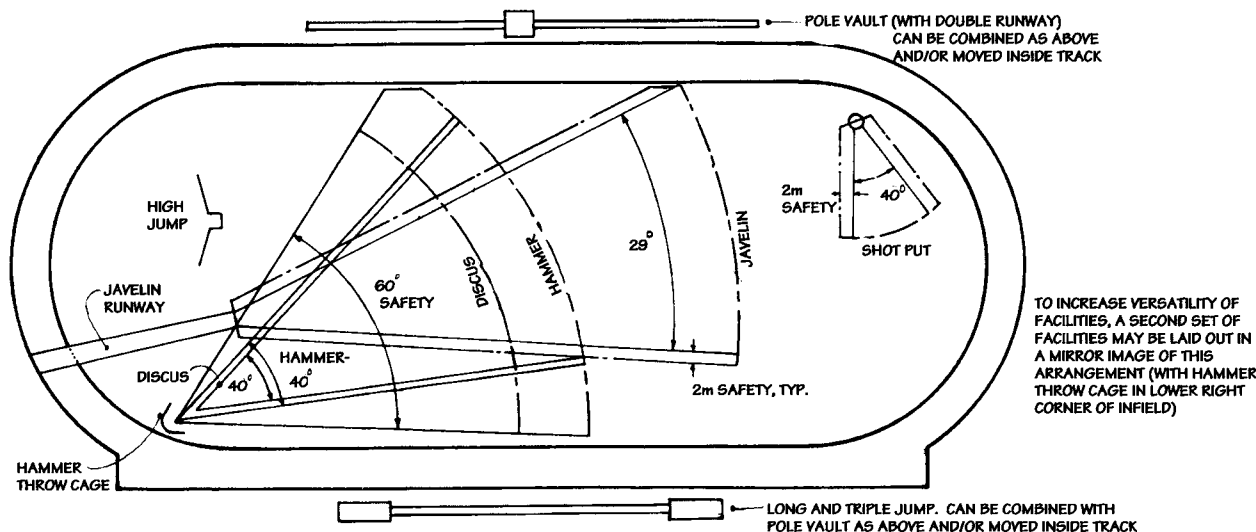 POLE VAULT (WITH DOUBLE RUNWAY)
CAN BE COMBINED AS ABOVE
AND/OR MOVED INSIDE TRACK
HIGH
JUMP
JAVELIN
RUNWAY
DISCUS
40°
HAMMER-
40°
60°
SAFETY
DISCUS
HAMMER
29°
JAVELIN
2m
SAFETY
40°
SHOT PUT
2m SAFETY, TYP.
HAMMER
THROW CAGE
TO INCREASE VERSATILITY OF
FACILITIES, A SECOND SET OF
FACILITIES MAY BE LAID OUT IN
A MIRROR IMAGE OF THIS
ARRANGEMENT (WITH HAMMER
THROW CAGE IN LOWER RIGHT
CORNER OF INFIELD)
LONG AND TRIPLE JUMP. CAN BE COMBINED WITH
POLE VAULT AS ABOVE AND/OR MOVED INSIDE TRACK